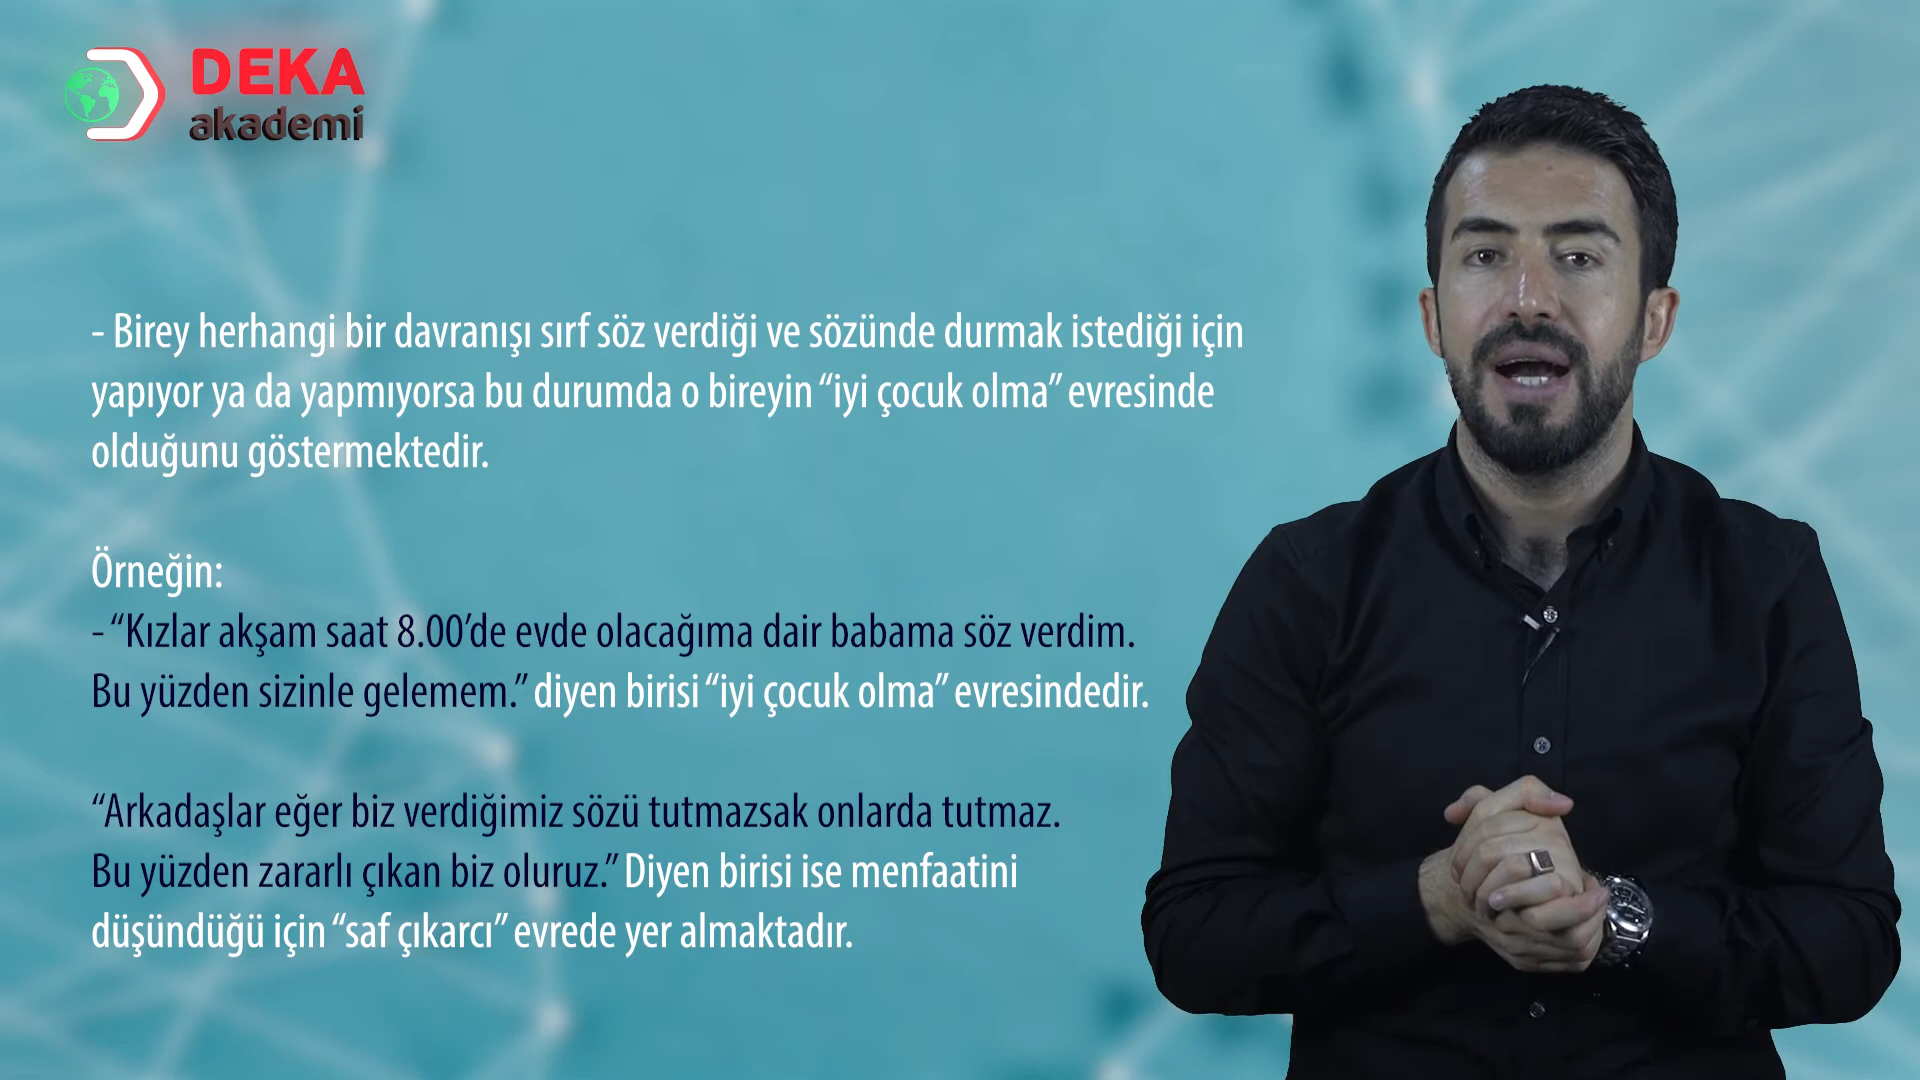 DEKA
akademi
- Birey herhangi bir davranışı sırf söz verdiği ve sözünde durmak istediği için
yapıyor ya da yapmıyorsa bu durumda o bireyin “iyi çocuk olma” evresinde
olduğunu göstermektedir.
Örneğin:
- “Kızlar akşam saat 8.00’de evde olacağıma dair babama söz verdim.
Bu yüzden sizinle gelemem.” diyen birisi “iyi çocuk olma” evresindedir.
“Arkadaşlar eğer biz verdiğimiz sözü tutmazsak onlarda tutmaz.
Bu yüzden zararlı çıkan biz oluruz.” Diyen birisi ise menfaatini
düşündüğü için “saf çıkarcı” evrede yer almaktadır.